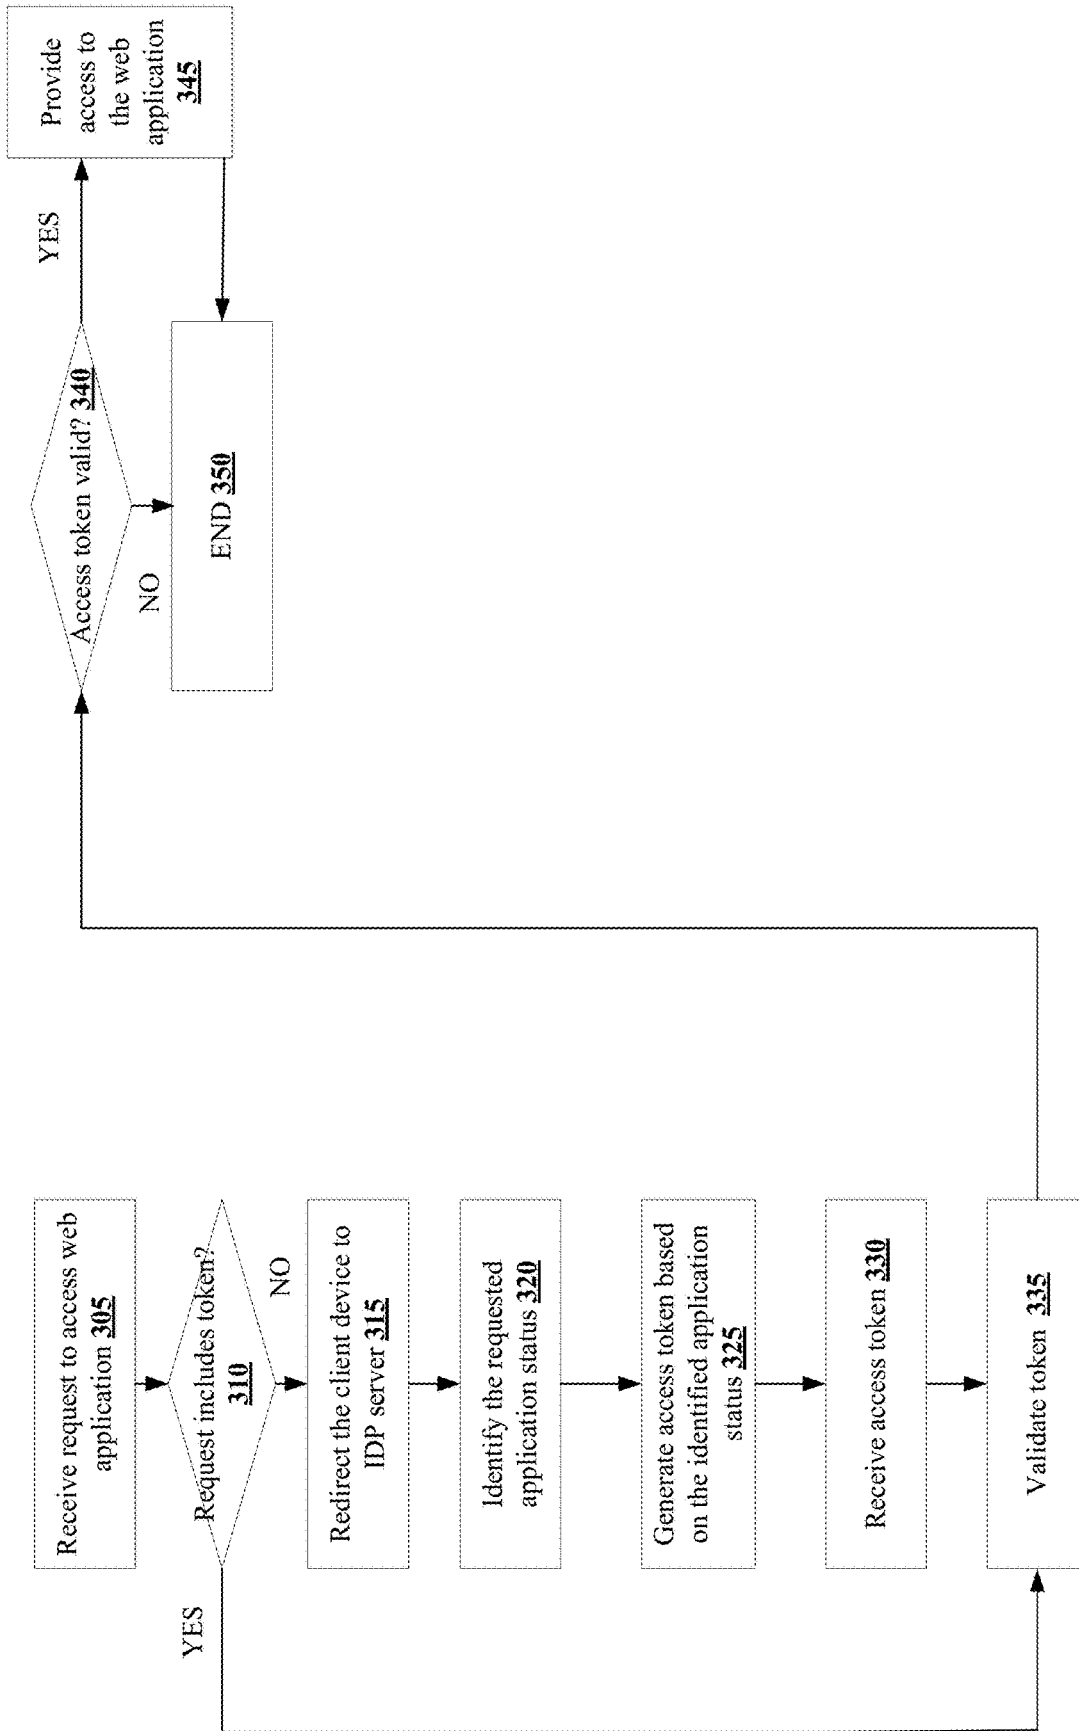 Receive request to access web
application 305
Request includes token?
310
YES
NO
Redirect the client device to
IDP server 315
Identify the requested
application status 320
Generate access token based
on the identified application
status 325
Receive access token 330
Validate token 335
Access token valid? 340
YES
NO
Provide
access to
the web
application
345
END 350